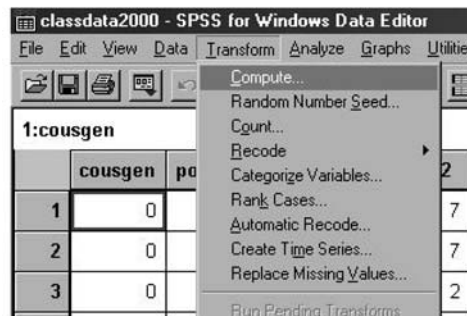 classdata2000 - SPSS for Windows Data Editor
File Edit View Data Transform Analyze Graphs Utilitie
Compute...
Random Number Seed...
1:cousgen
Count...
Recode
cousgen po Categorize Variables... 2
Rank Cases...
1 0 7
Automatic Recode...
2 0 Create Time Series... 7
Replace Missing Values...
3 0 2
Run Pending Transforms